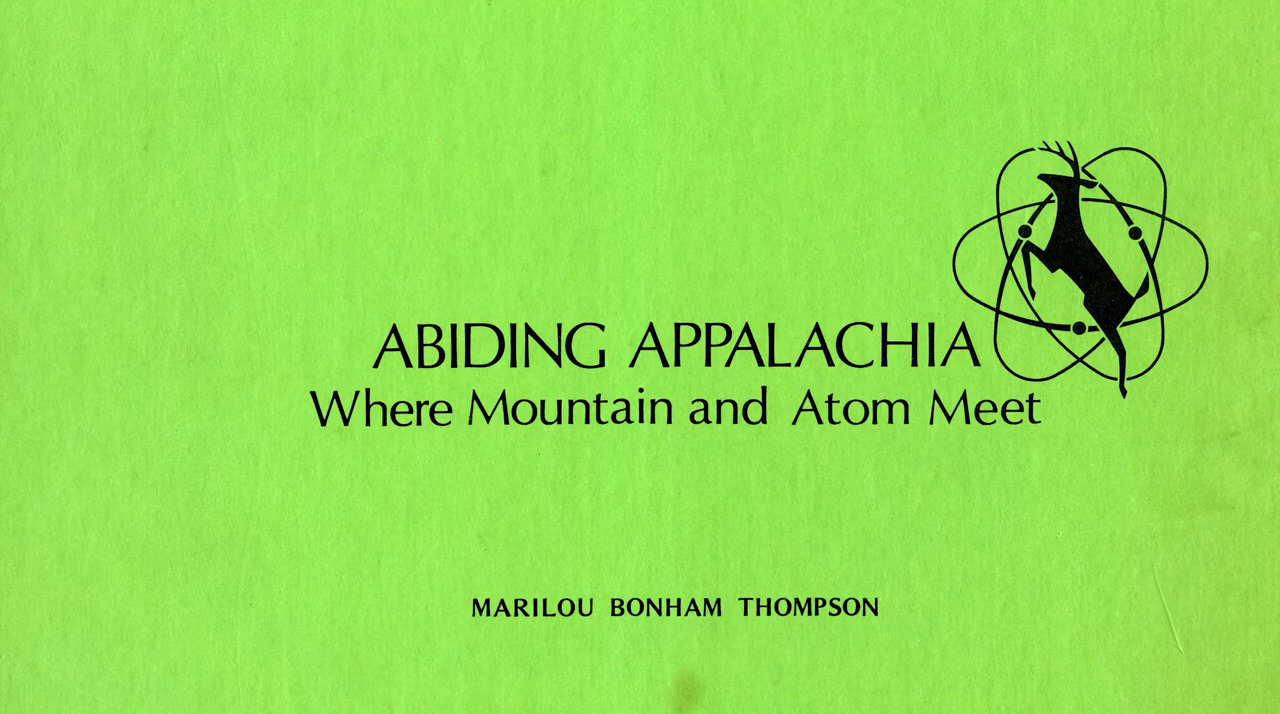 ABIDING APPALACHIA
Where Mountain and Atom Meet
MARILOU BONHAM THOMPSON